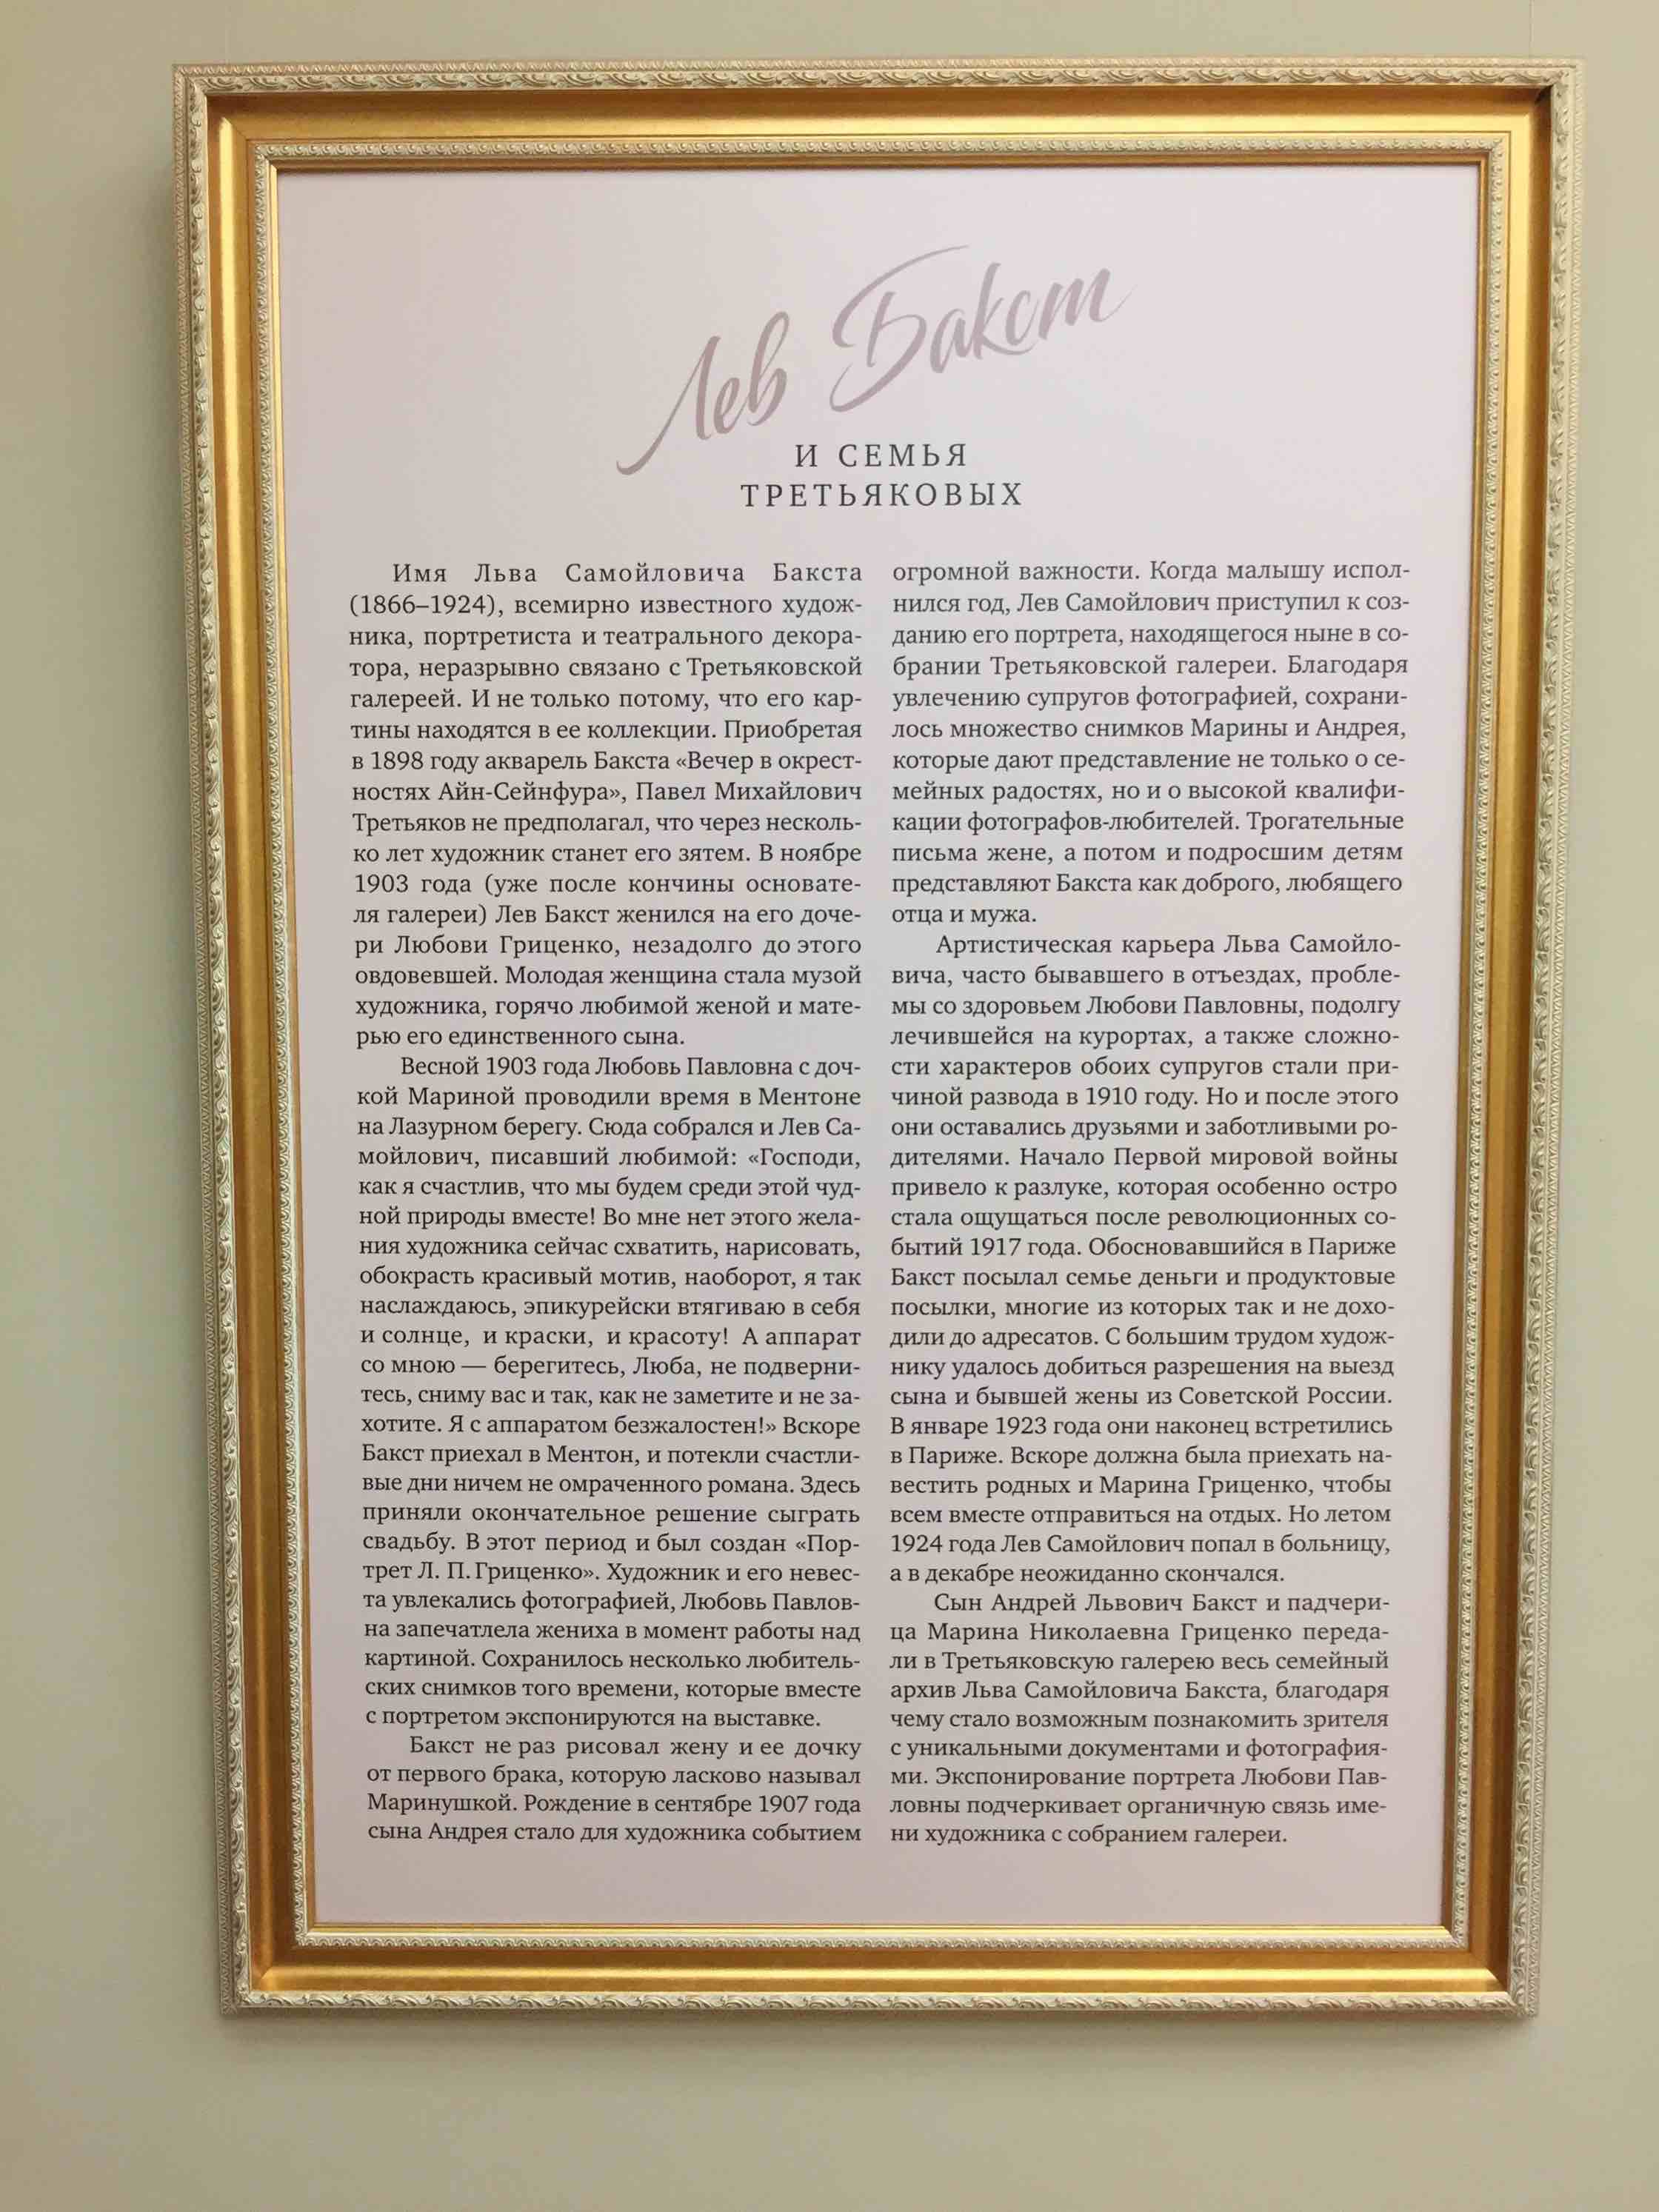 Лев Бакст
И СЕМЬЯ
ТРЕТЬЯКОВЫХ
Имя Льва Самойловича Бакста
(1866–1924), всемирно известного худож-
ника, портретиста и театрального декора-
тора, неразрывно связано с Третьяковской
галереей. И не только потому, что его кар-
тины находятся в ее коллекции. Приобретая
в 1898 году акварель Бакста «Вечер в окрест-
ностях Айн-Сейнфура», Павел Михайлович
Третьяков не предполагал, что через несколь-
ко лет художник станет его зятем. В ноябре
1903 года (уже после кончины основате-
ля галереи) Лев Бакст женился на его доче-
ри Любови Гриценко, незадолго до этого
овдовевшей. Молодая женщина стала музой
художника, горячо любимой женой и мате-
рью его единственного сына.
Весной 1903 года Любовь Павловна с доч-
кой Мариной проводили время в Ментоне
на Лазурном берегу. Сюда собрался и Лев Са-
мойлович, писавший любимой: «Господи,
как я счастлив, что мы будем среди этой чуд-
ной природы вместе! Во мне нет этого жела-
ния художника сейчас схватить, нарисовать,
обокрасть красивый мотив, наоборот, я так
наслаждаюсь, эпикурейски втягиваю в себя
и солнце, и краски, и красоту! А аппарат
со мною — берегитесь, Люба, не подверни-
тесь, сниму вас и так, как не заметите и не за-
хотите. Я с аппаратом безжалостен!» Вскоре
Бакст приехал в Ментон, и потекли счастли-
вые дни ничем не омраченного романа. Здесь
приняли окончательное решение сыграть
свадьбу. В этот период и был создан «Пор-
трет Л. П. Гриценко». Художник и его невес-
та увлекались фотографией, Любовь Павлов-
на запечатлела жениха в момент работы над
картиной. Сохранилось несколько любитель-
ских снимков того времени, которые вместе
с портретом экспонируются на выставке.
Бакст не раз рисовал жену и ее дочку
от первого брака, которую ласково называл
Маринушкой. Рождение в сентябре 1907 года
сына Андрея стало для художника событием
огромной важности. Когда малышу испол-
нился год, Лев Самойлович приступил к соз-
данию его портрета, находящегося ныне в со-
брании Третьяковской галереи. Благодаря
увлечению супругов фотографией, сохрани-
лось множество снимков Марины и Андрея,
которые дают представление не только о се-
мейных радостях, но и о высокой квалифи-
кации фотографов-любителей. Трогательные
письма жене, а потом и подросшим детям
представляют Бакста как доброго, любящего
отца и мужа.
Артистическая карьера Льва Самойло-
вича, часто бывавшего в отъездах, пробле-
мы со здоровьем Любови Павловны, подолгу
лечившейся на курортах, а также сложно-
сти характеров обоих супругов стали при-
чиной развода в 1910 году. Но и после этого
они оставались друзьями и заботливыми ро-
дителями. Начало Первой мировой войны
привело к разлуке, которая особенно остро
стала ощущаться после революционных со-
бытий 1917 года. Обосновавшийся в Париже
Бакст посылал семье деньги и продуктовые
посылки, многие из которых так и не дохо-
дили до адресатов. С большим трудом худож-
нику удалось добиться разрешения на выезд
сына и бывшей жены из Советской России.
В январе 1923 года они наконец встретились
в Париже. Вскоре должна была приехать на-
вестить родных и Марина Гриценко, чтобы
всем вместе отправиться на отдых. Но летом
1924 года Лев Самойлович попал в больницу,
а в декабре неожиданно скончался.
Сын Андрей Львович Бакст и падчери-
ца Марина Николаевна Гриценко переда-
ли в Третьяковскую галерею весь семейный
архив Льва Самойловича Бакста, благодаря
чему стало возможным познакомить зрителя
с уникальными документами и фотография-
ми. Экспонирование портрета Любови Пав-
ловны подчеркивает органичную связь име-
ни художника с собранием галереи.